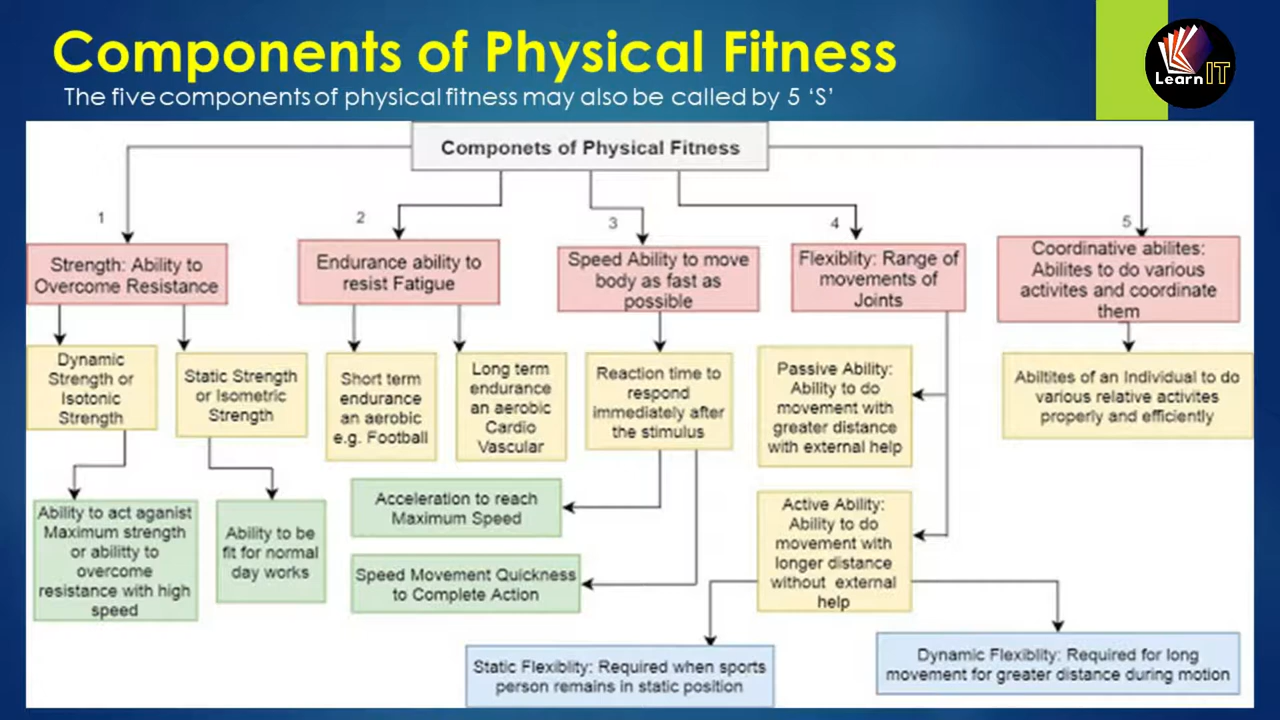 Components of Physical Fitness
The five components of physical fitness may also be called by 5 ‘S’
Learn IT
Componets of Physical Fitness
1
2
3
4
5
Strength: Ability to
Overcome Resistance
Endurance ability to
resist Fatigue
Speed Ability to move
body as fast as
possible
Flexiblity: Range of
movements of
Joints
Coordinative abilites:
Abilites to do various
activites and coordinate
them
Dynamic
Strength or
Isotonic
Strength
Static Strength
or Isometric
Strength
Short term
endurance
an aerobic
e.g. Football
Long term
endurance
an aerobic
Cardio
Vascular
Reaction time to
respond
immediately after
the stimulus
Passive Ability:
Ability to do
movement with
greater distance
with external help
Abiltites of an Individual to do
various relative activites
properly and efficiently
Ability to act aganist
Maximum strength
or abiltty to
overcome
resistance with high
speed
Ability to be
fit for normal
day works
Acceleration to reach
Maximum Speed
Speed Movement Quickness
to Complete Action
Active Ability:
Ability to do
movement with
longer distance
without external
help
Static Flexiblity: Required when sports
person remains in static position
Dynamic Flexiblity: Required for long
movement for greater distance during motion